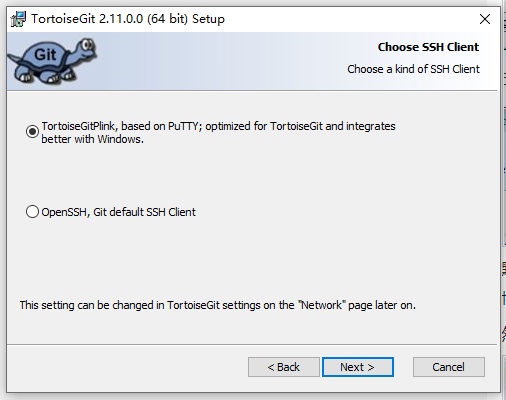 TortoiseGit 2.11.0.0 (64 bit) Setup
Choose SSH Client
Git
Choose a kind of SSH Client
TortoiseGitPlink, based on PuTTY; optimized for TortoiseGit and integrates
better with Windows.
OpenSSH, Git default SSH Client
This setting can be changed in TortoiseGit settings on the "Network" page later on.
< Back
Next >
Cancel